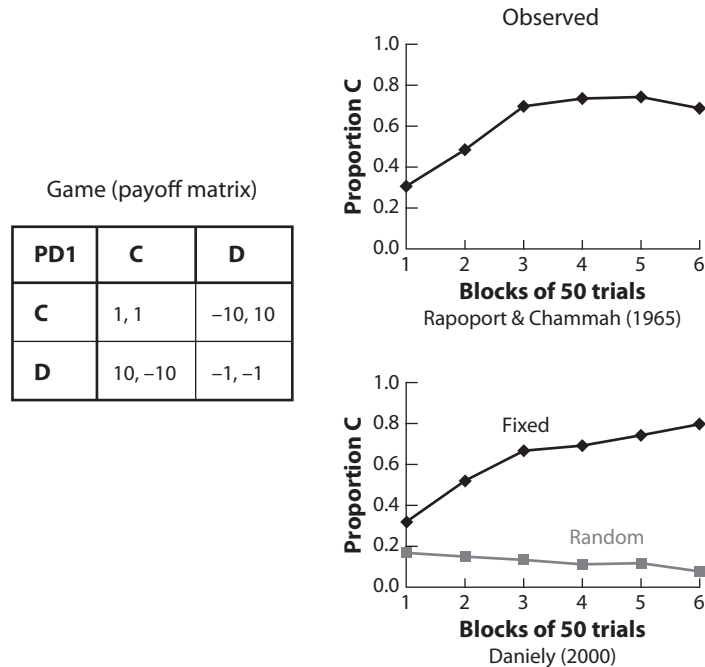 Observed
1.0
0.8
0.6
0.4
0.2
0.0
Proportion C
1 2 3 4 5 6
Blocks of 50 trials
Rapoport & Chammah (1965)
Game (payoff matrix)
PD1 C D
C 1, 1 –10, 10
D 10, –10 –1, –1
1.0
0.8
0.6
0.4
0.2
0.0
Proportion C
Fixed
Random
1 2 3 4 5 6
Blocks of 50 trials
Daniely (2000)